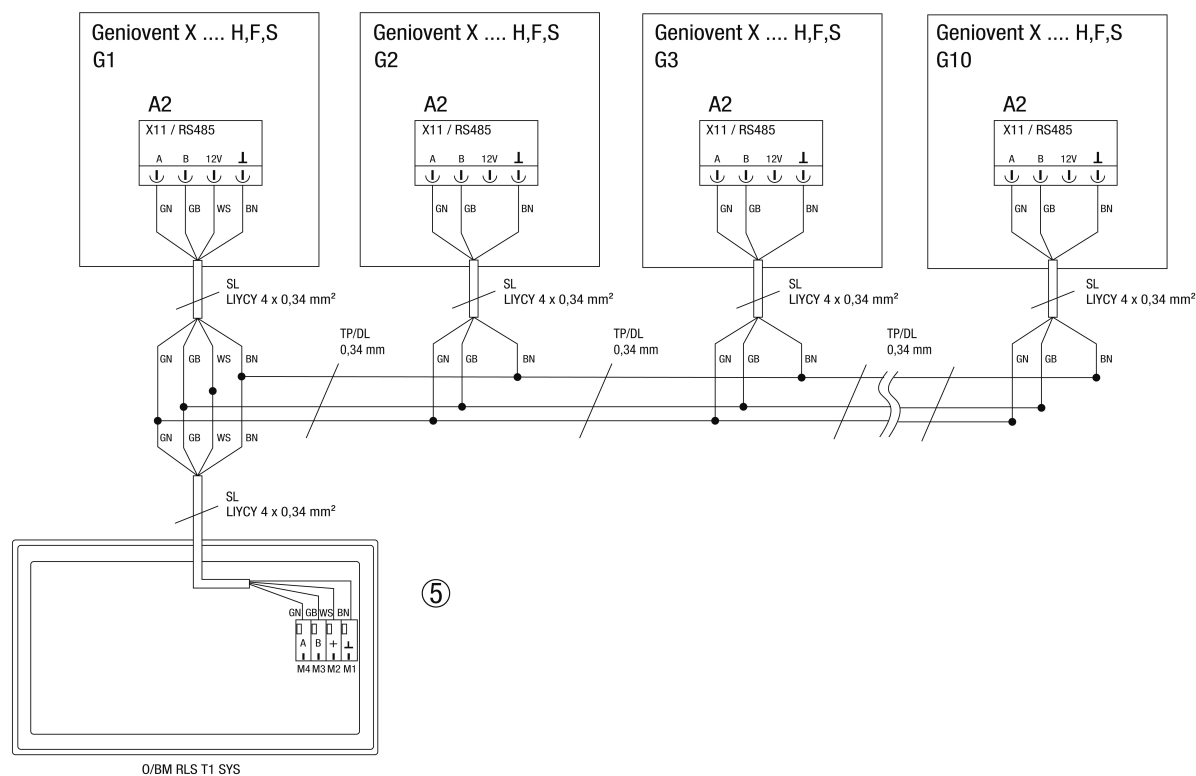 Geniovent X .... H,F,S
G1
Geniovent X .... H,F,S
G2
Geniovent X .... H,F,S
G3
Geniovent X .... H,F,S
G10
A2
A2
A2
A2
X11 / RS485
X11 / RS485
X11 / RS485
X11 / RS485
A B 12V ⊥
A B 12V ⊥
A B 12V ⊥
A B 12V ⊥
GN GB WS BN
GN GB BN
GN GB BN
GN GB BN
SL
LIYCY 4 x 0,34 mm²
SL
LIYCY 4 x 0,34 mm²
SL
LIYCY 4 x 0,34 mm²
SL
LIYCY 4 x 0,34 mm²
TP/DL
0,34 mm
TP/DL
0,34 mm
TP/DL
0,34 mm
GN GB WS BN
GN GB BN
GN GB BN
GN GB BN
GN GB WS BN
SL
LIYCY 4 x 0,34 mm²
⑤
GN GB WS BN
A B + ⊥
M4 M3 M2 M1
O/BM RLS T1 SYS